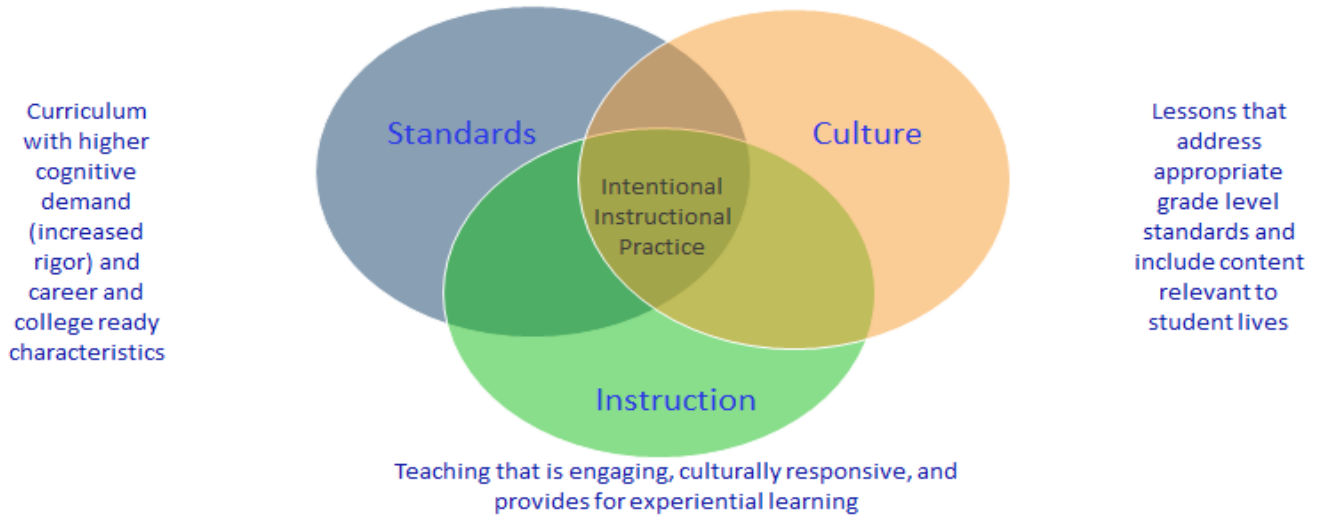 Curriculum
with higher
cognitive
demand
(increased
rigor) and
career and
college ready
characteristics
Standards
Culture
Intentional
Instructional
Practice
Instruction
Lessons that
address
appropriate
grade level
standards and
include content
relevant to
student lives
Teaching that is engaging, culturally responsive, and
provides for experiential learning